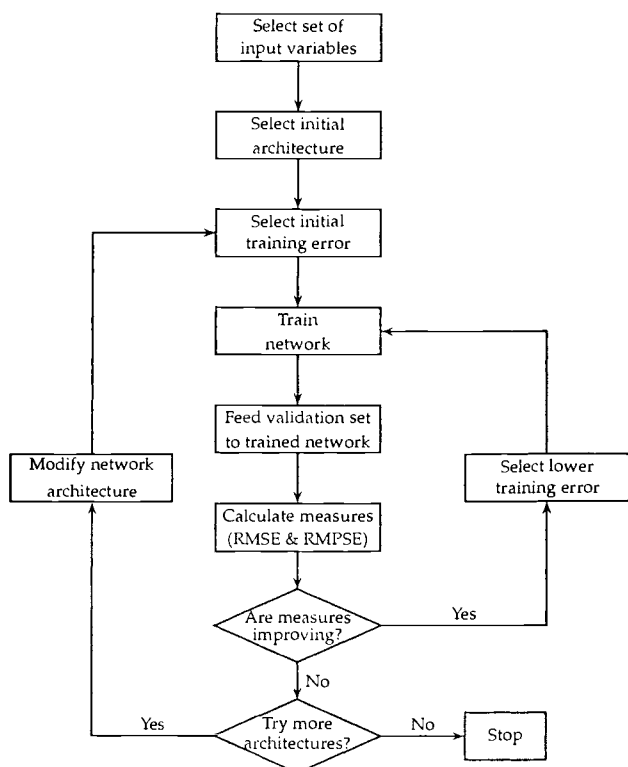 Select set of
input variables
Select initial
architecture
Select initial
training error
Train
network
Feed validation set
to trained network
Modify network
architecture
Select lower
training error
Calculate measures
(RMSE & RMPSE)
Are measures
improving?
Yes
No
Yes
Try more
architectures?
No
Stop